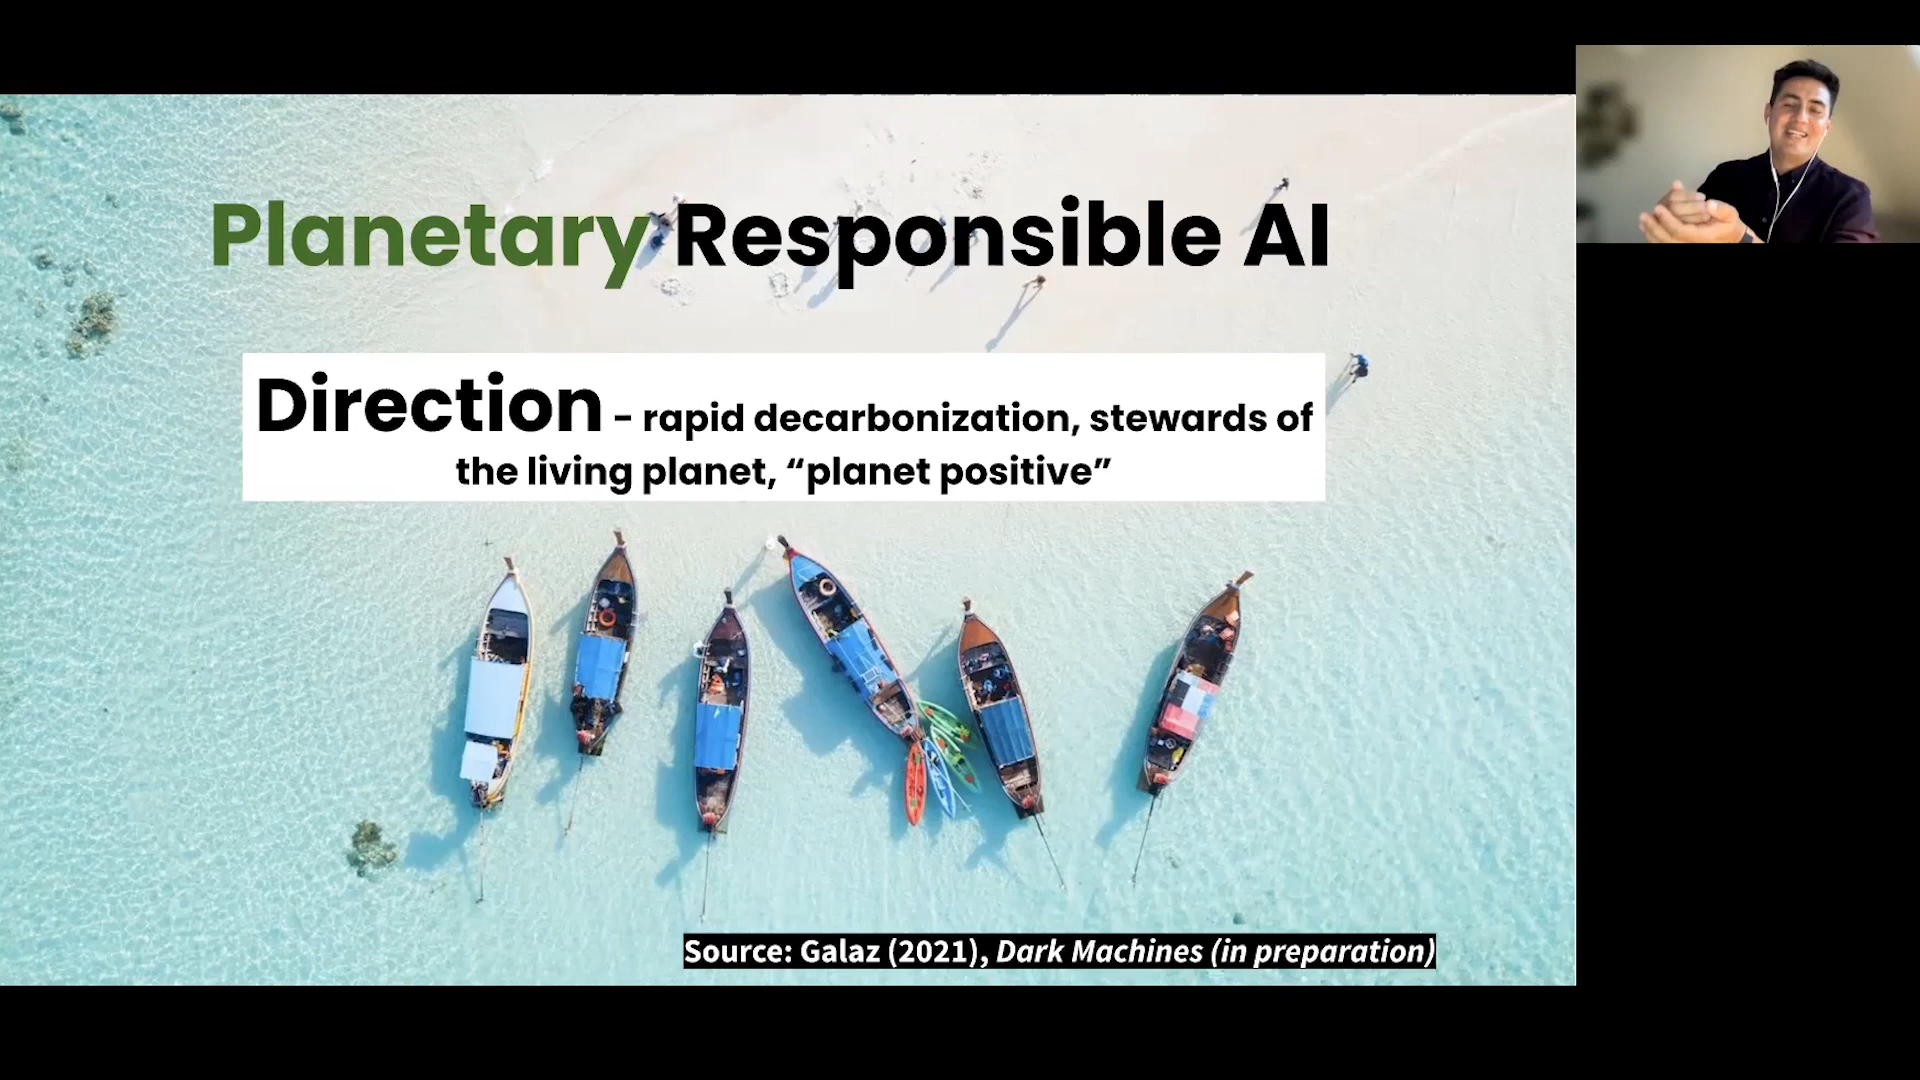 Planetary Responsible AI
Direction - rapid decarbonization, stewards of
the living planet, “planet positive”
Source: Galaz (2021), Dark Machines (in preparation)